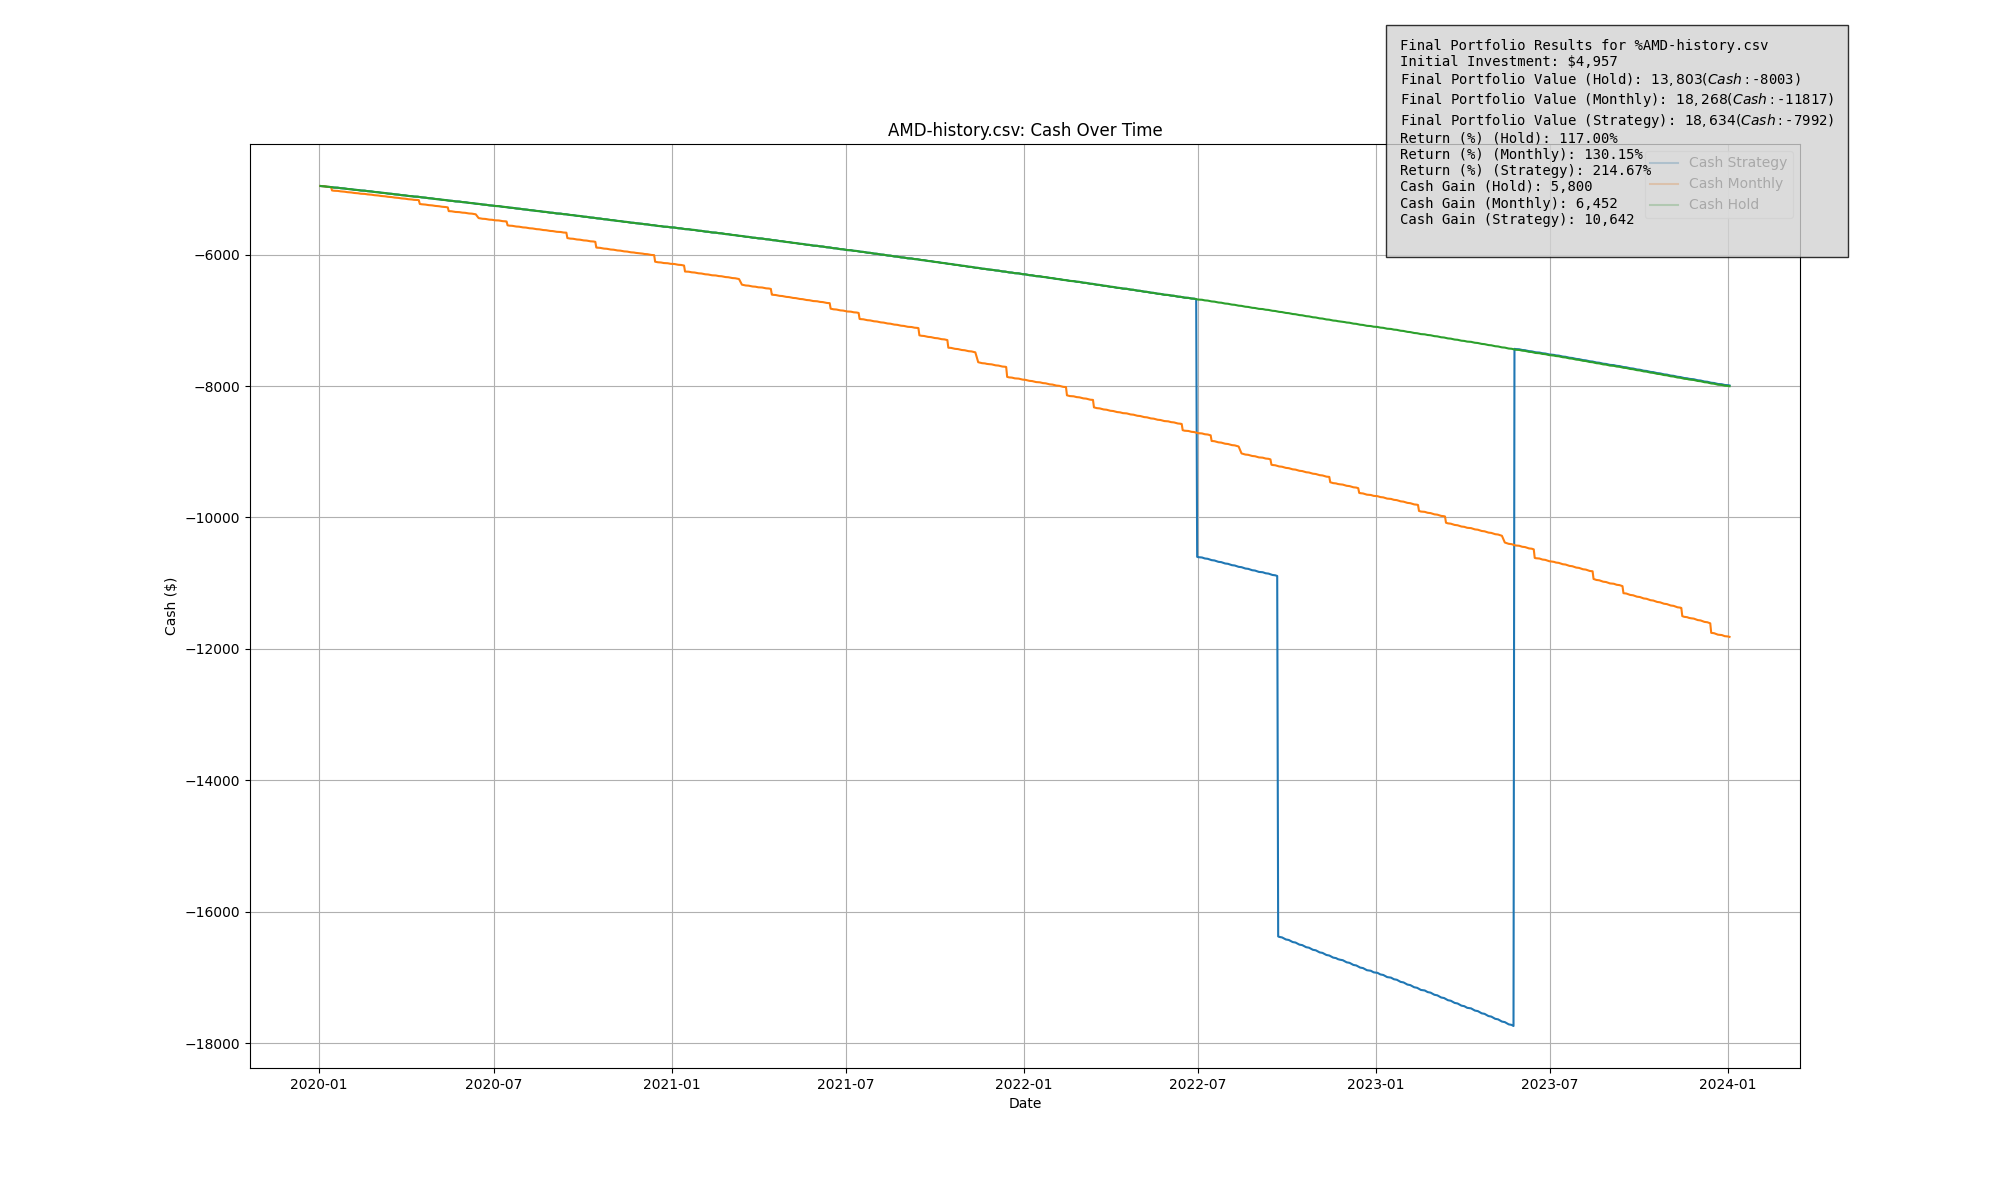 Final Portfolio Results for %AMD-history.csv
Initial Investment: $4,957
Final Portfolio Value (Hold): 13,803(Cash:-8003)
Final Portfolio Value (Monthly): 18,268(Cash:-11817)
Final Portfolio Value (Strategy): 18,634(Cash:-7992)
Return (%) (Hold): 117.00%
Return (%) (Monthly): 130.15%
Return (%) (Strategy): 214.67%
Cash Gain (Hold): 5,800
Cash Gain (Monthly): 6,452
Cash Gain (Strategy): 10,642
AMD-history.csv: Cash Over Time
Cash Strategy
Cash Monthly
Cash Hold
Cash ($)
−6000
−8000
−10000
−12000
−14000
−16000
−18000
2020-01 2020-07 2021-01 2021-07 2022-01 2022-07 2023-01 2023-07 2024-01
Date